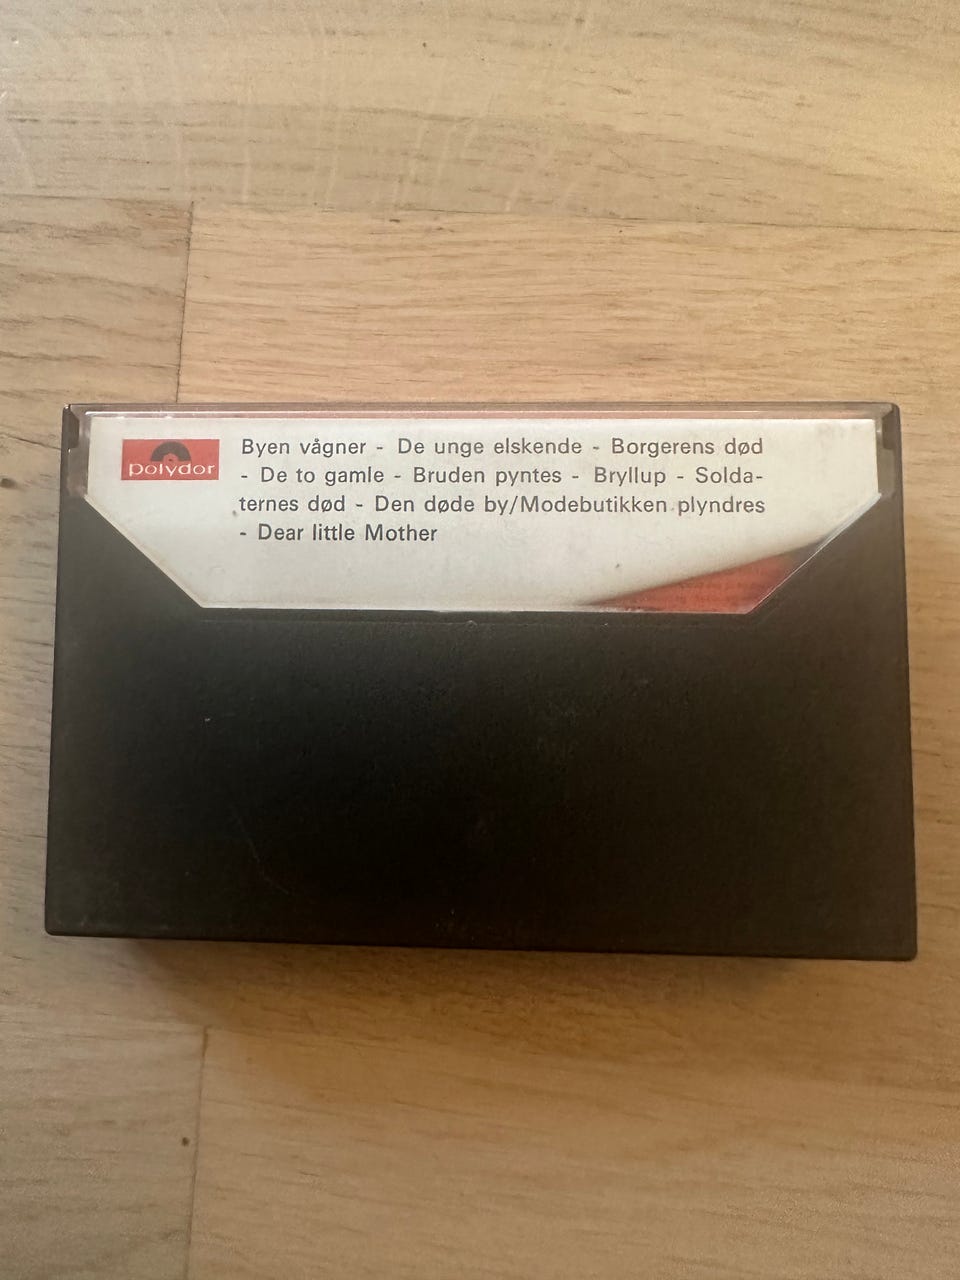 polydor
Byen vågner - De unge elskende - Borgerens død
- De to gamle - Bruden pyntes - Bryllup - Solda-
ternes død - Den døde by/Modebutikken plyndres
- Dear little Mother